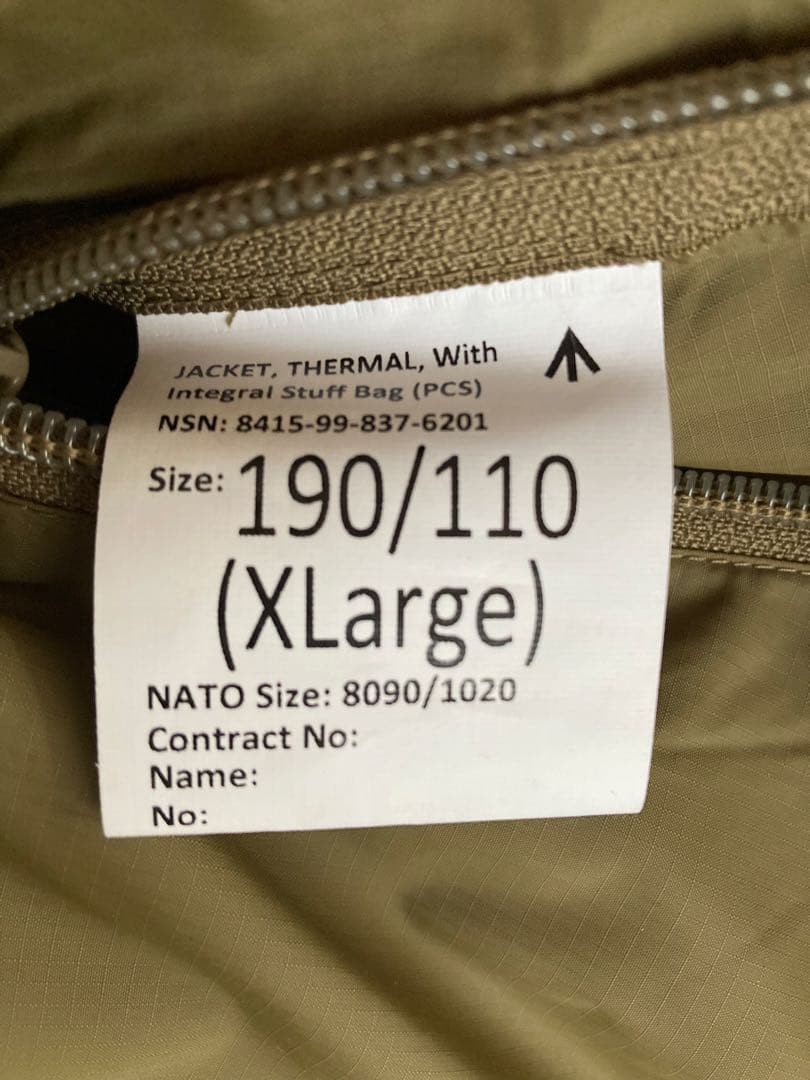 JACKET, THERMAL, With
Integral Stuff Bag (PCS)
NSN: 8415-99-837-6201
Size: 190/110
(XLarge)
NATO Size: 8090/1020
Contract No:
Name:
No: